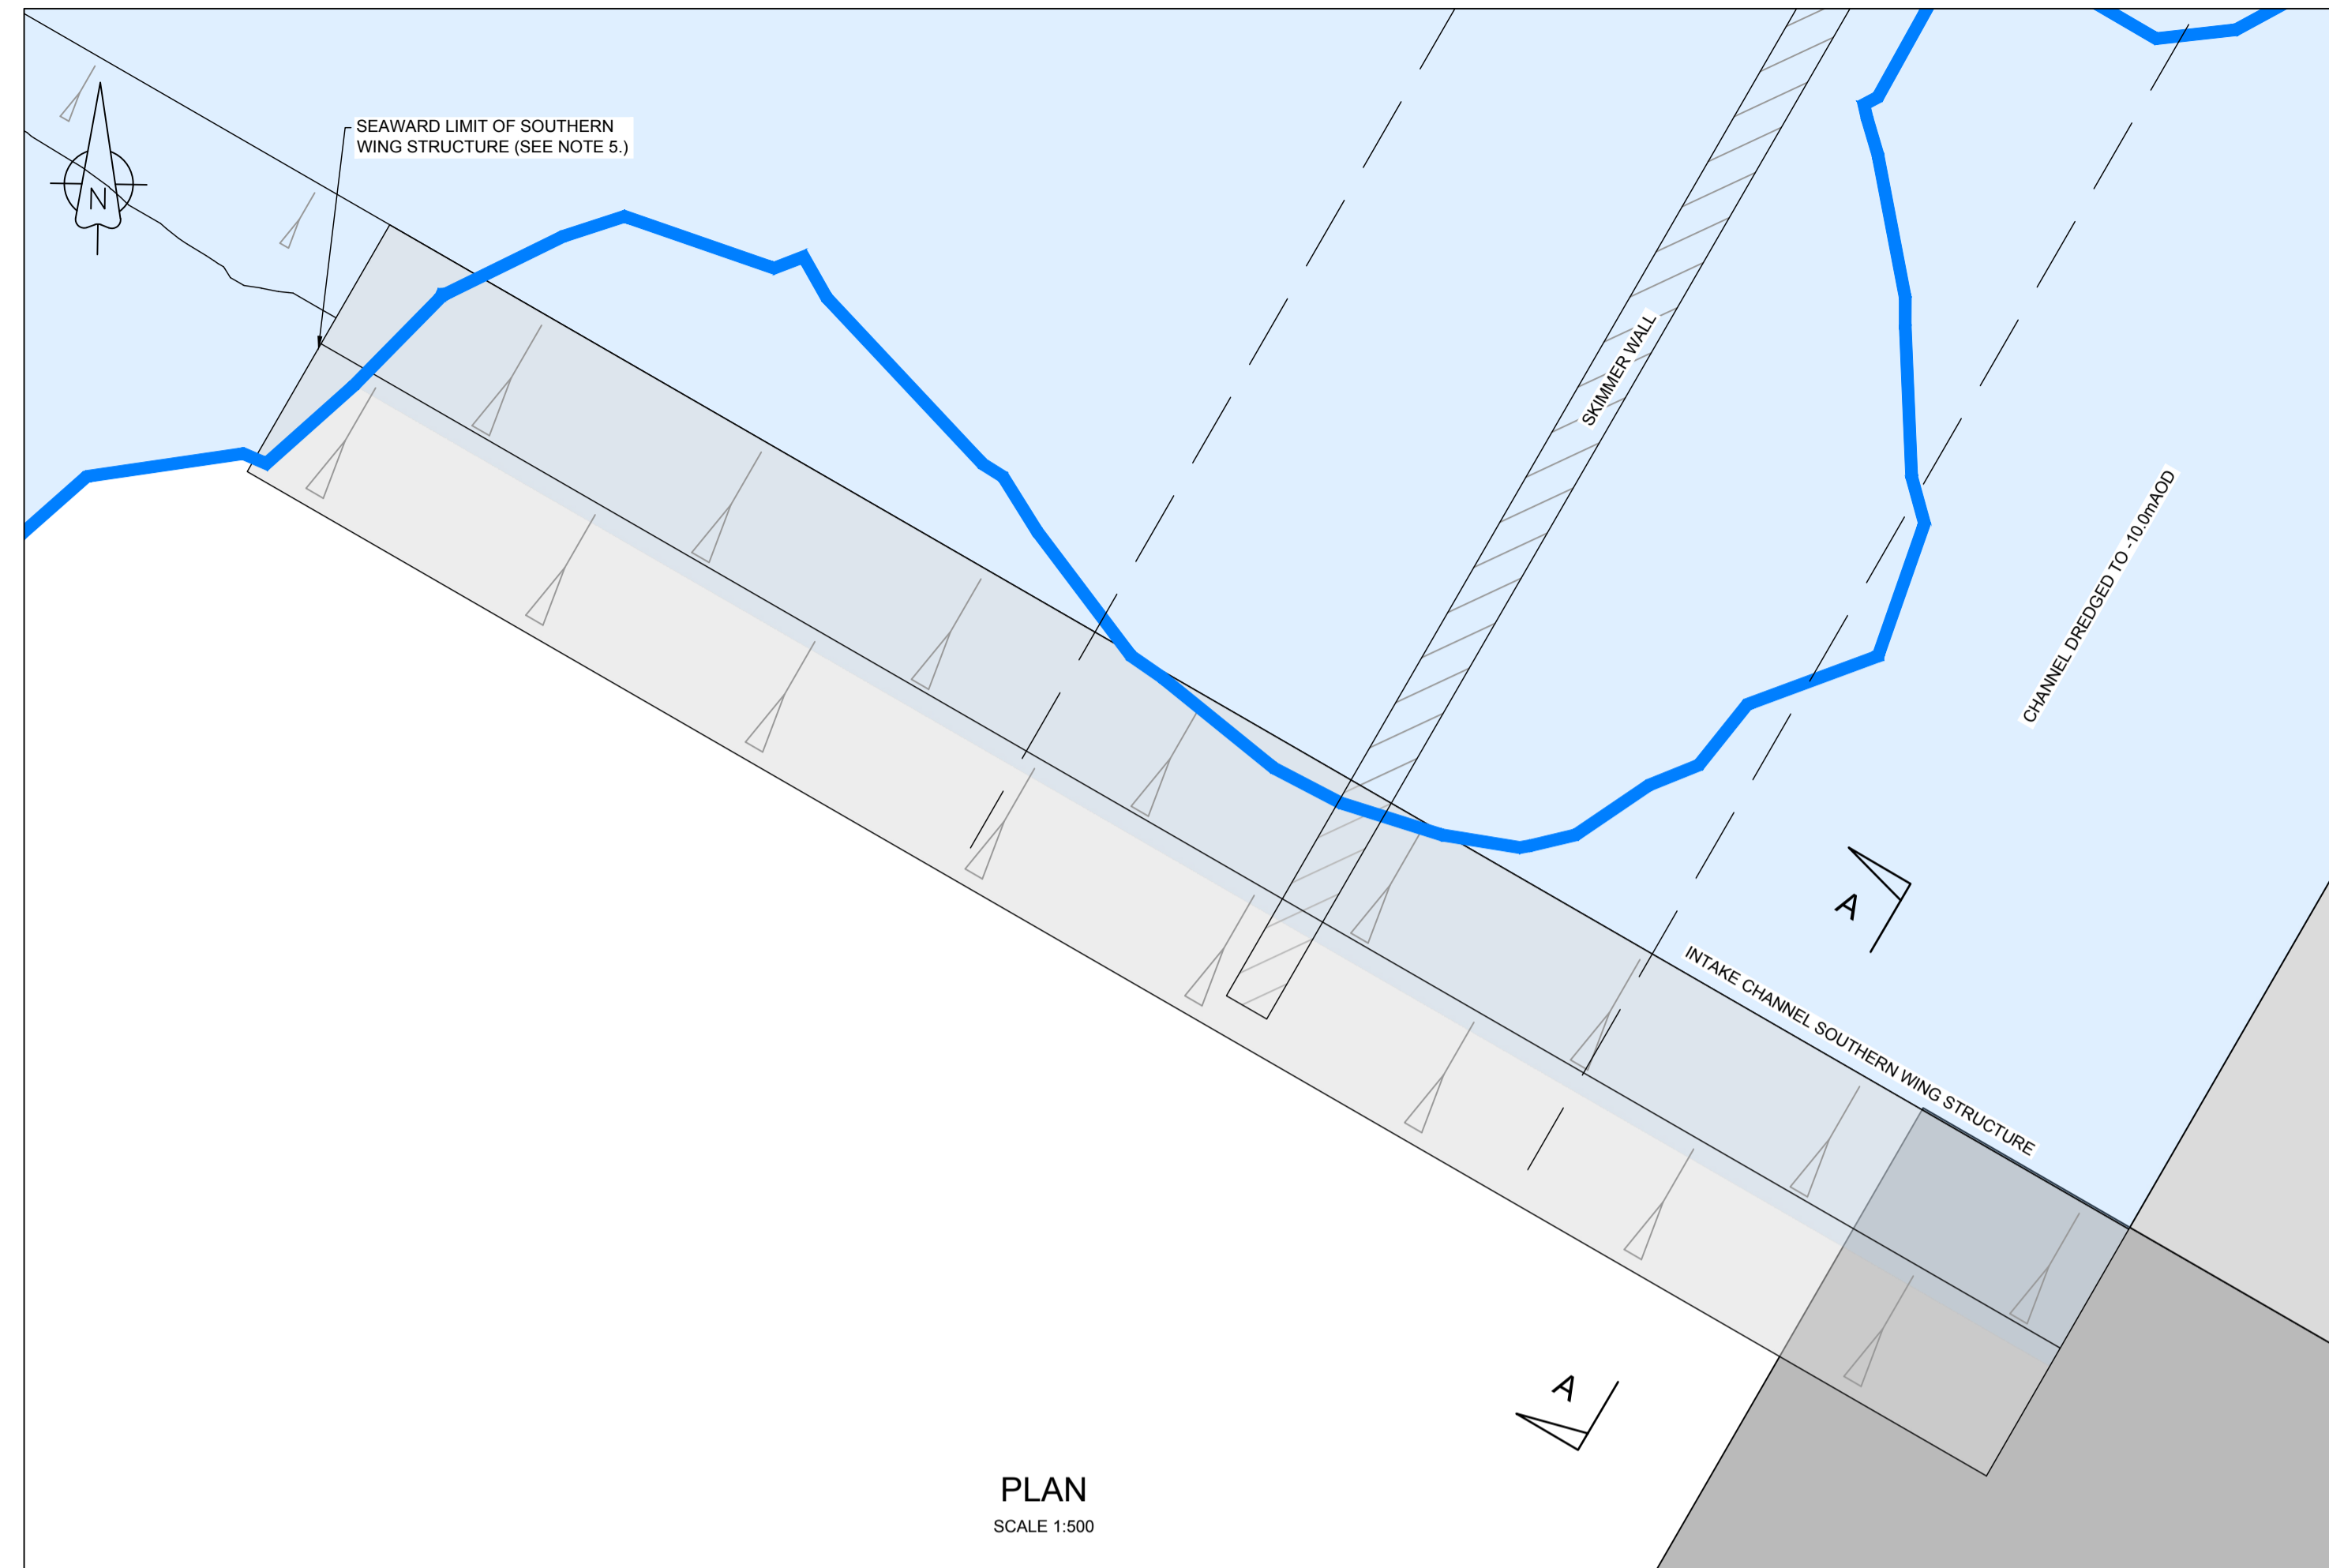 SEAWARD LIMIT OF SOUTHERN
WING STRUCTURE (SEE NOTE 5.)
N
SKIMMER WALL
CHANNEL DREDGED TO -10.0mAOD
A
INTAKE CHANNEL SOUTHERN WING STRUCTURE
A
PLAN
SCALE 1:500